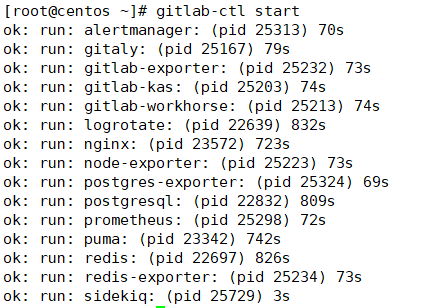 [root@centos ~]# gitlab-ctl start
ok: run: alertmanager: (pid 25313) 70s
ok: run: gitaly: (pid 25167) 79s
ok: run: gitlab-exporter: (pid 25232) 73s
ok: run: gitlab-kas: (pid 25203) 74s
ok: run: gitlab-workhorse: (pid 25213) 74s
ok: run: logrotate: (pid 22639) 832s
ok: run: nginx: (pid 23572) 723s
ok: run: node-exporter: (pid 25223) 73s
ok: run: postgres-exporter: (pid 25324) 69s
ok: run: postgresql: (pid 22832) 809s
ok: run: prometheus: (pid 25298) 72s
ok: run: puma: (pid 23342) 742s
ok: run: redis: (pid 22697) 826s
ok: run: redis-exporter: (pid 25234) 73s
ok: run: sidekiq: (pid 25729) 3s